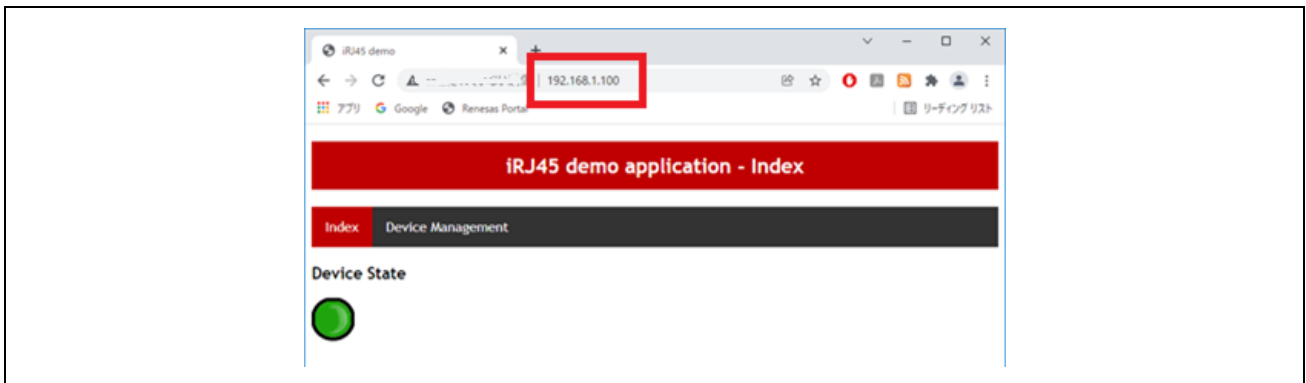 iRJ45 demo
192.168.1.100
アプリ Google Renesas Portal リーディング リスト
iRJ45 demo application - Index
Index Device Management
Device State